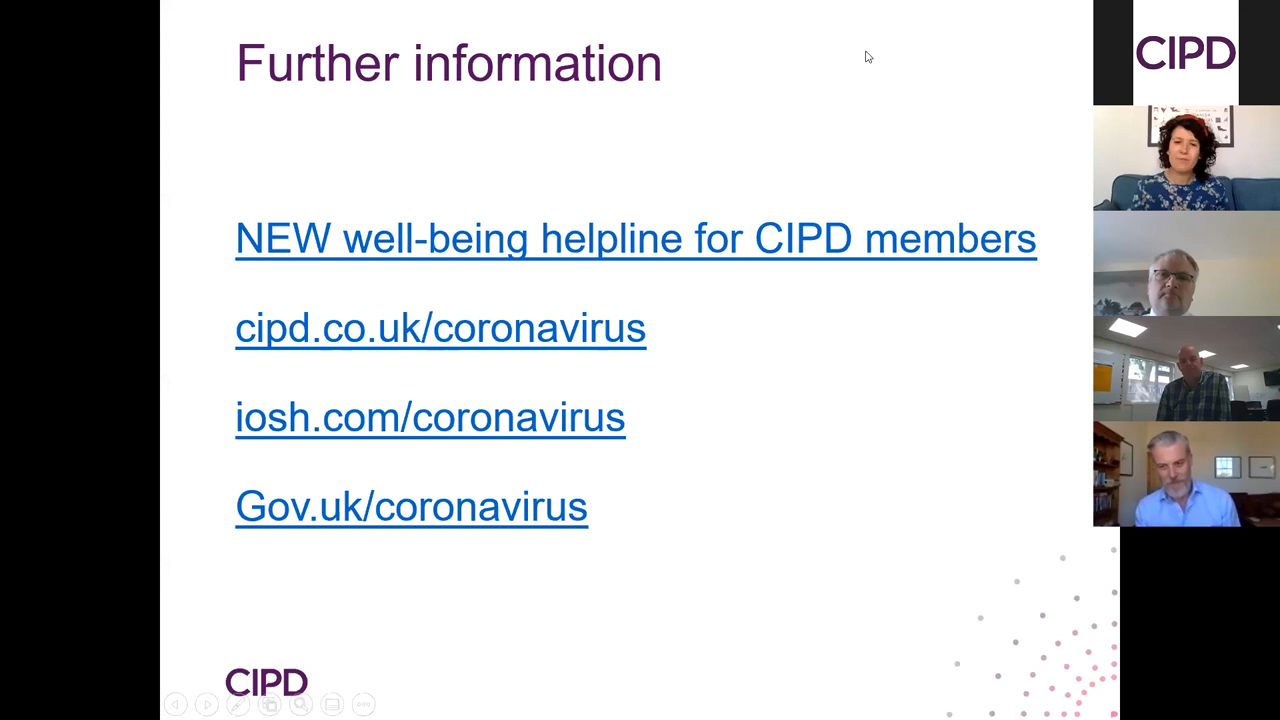 Further information
CIPD
NEW well-being helpline for CIPD members
cipd.co.uk/coronavirus
iosh.com/coronavirus
Gov.uk/coronavirus
CIPD